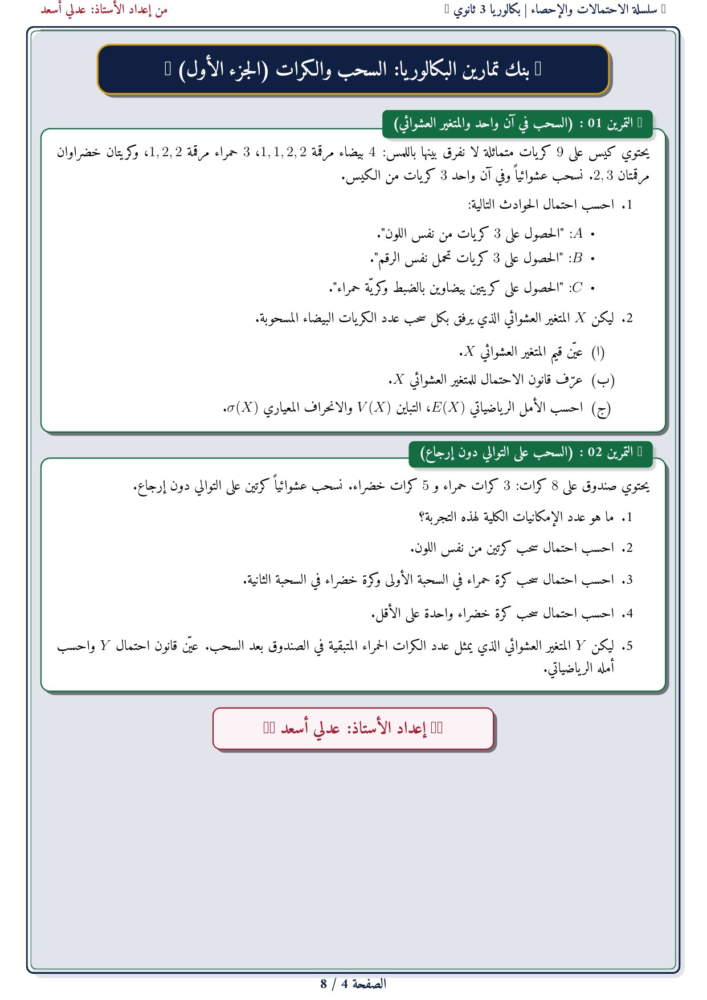 سلسلة الاحتمالات والإحصاء | بكالوريا 3 ثانوي
من إعداد الأستاذ: عدلي أسعد
بنك تمارين البكالوريا: السحب والكرات (الجزء الأول)
التمرين 01 : (السحب في آن واحد والمتغير العشوائي)
يحتوي كيس على 9 كريات متماثلة لا نفرق بينها باللمس: 4 بيضاء مرقمة 1, 1, 2, 2، 3 حمراء مرقمة 1, 2, 2، وكريتان خضراوان
مرقمتان 2, 3. نسحب عشوائياً وفي آن واحد 3 كريات من الكيس.
1. احسب احتمال الحوادث التالية:
• A: "الحصول على 3 كريات من نفس اللون".
• B: "الحصول على 3 كريات تحمل نفس الرقم".
• C: "الحصول على كريتين بيضاوين بالضبط وكريّة حمراء".
2. ليكن X المتغير العشوائي الذي يرفق بكل سحب عدد الكريات البيضاء المسحوبة.
(ا) عيّن قيم المتغير العشوائي X.
(ب) عرّف قانون الاحتمال للمتغير العشوائي X.
(ج) احسب الأمل الرياضياتي E(X)، التباين V(X) والانحراف المعياري σ(X).
التمرين 02 : (السحب على التوالي دون إرجاع)
يحتوي صندوق على 8 كرات: 3 كرات حمراء و 5 كرات خضراء. نسحب عشوائياً كرتين على التوالي دون إرجاع.
1. ما هو عدد الإمكانيات الكلية لهذه التجربة؟
2. احسب احتمال سحب كرتين من نفس اللون.
3. احسب احتمال سحب كرة حمراء في السحبة الأولى وكرة خضراء في السحبة الثانية.
4. احسب احتمال سحب كرة خضراء واحدة على الأقل.
5. ليكن Y المتغير العشوائي الذي يمثل عدد الكرات الحمراء المتبقية في الصندوق بعد السحب. عيّن قانون احتمال Y واحسب
أمله الرياضياتي.
إعداد الأستاذ: عدلي أسعد
الصفحة 4 / 8